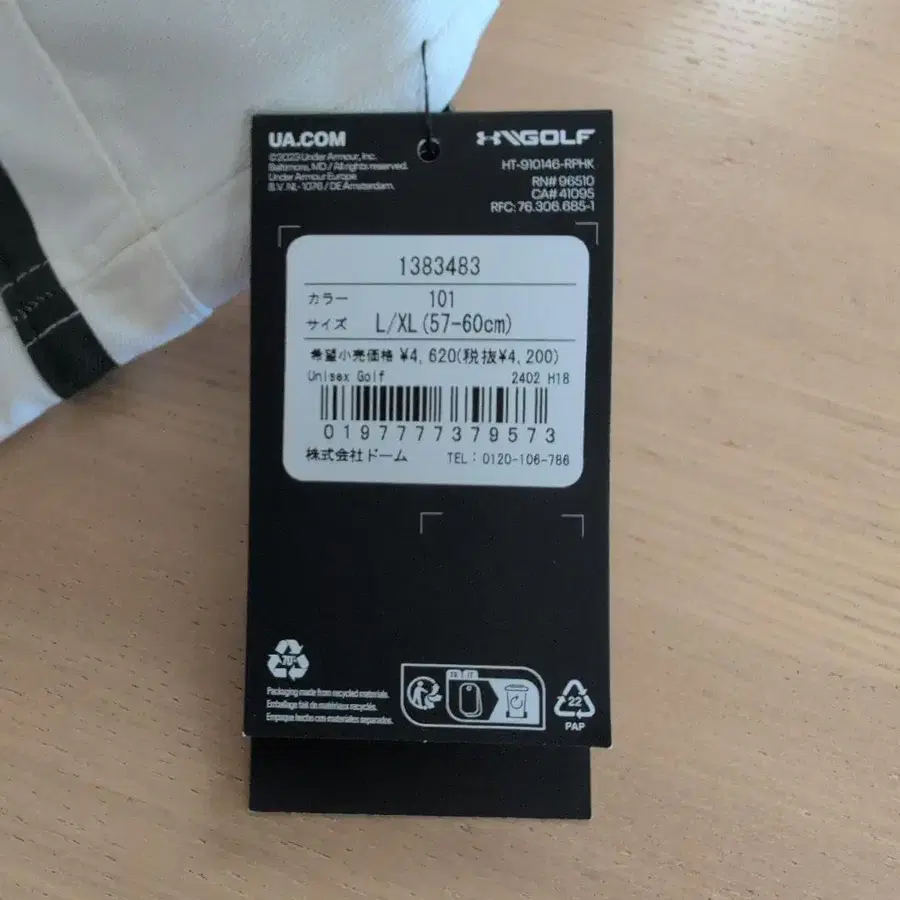 UA.COM
©2023 Under Armour, Inc.
Baltimore, MD / All rights reserved.
Under Armour Europe
B.V. NL- 1076 / DE Amsterdam.
GOLF
HT-910146-RPHK
RN# 96510
CA# 41095
RFC: 76.306.685-1
1383483
カラー 101
サイズ L/XL(57-60cm)
希望小売価格 ¥4,620(税抜¥4,200)
Unisex Golf 2402 H18
0197777379573
株式会社ドーム TEL：0120-106-786
70%
Packaging made from recycled materials.
Emballage fait de matériaux recyclés.
Empaque hecho con materiales separados.
22
PAP